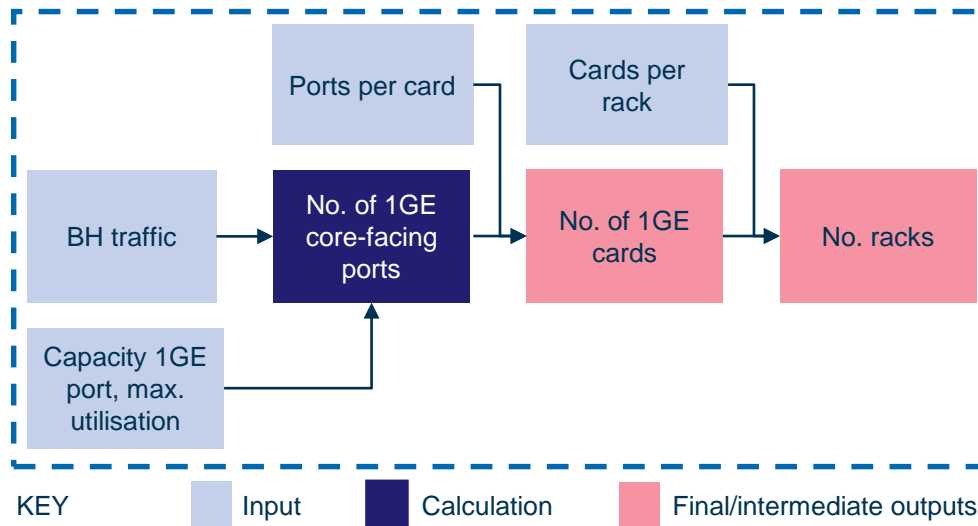 Ports per card
Cards per
rack
BH traffic
No. of 1GE
core-facing
ports
No. of 1GE
cards
No. racks
Capacity 1GE
port, max.
utilisation
KEY
Input
Calculation
Final/intermediate outputs